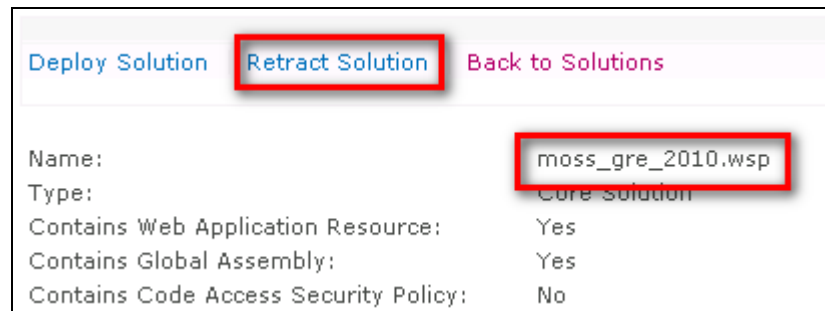 Deploy Solution Retract Solution Back to Solutions
Name: moss_gre_2010.wsp
Type: Core Solution
Contains Web Application Resource: Yes
Contains Global Assembly: Yes
Contains Code Access Security Policy: No